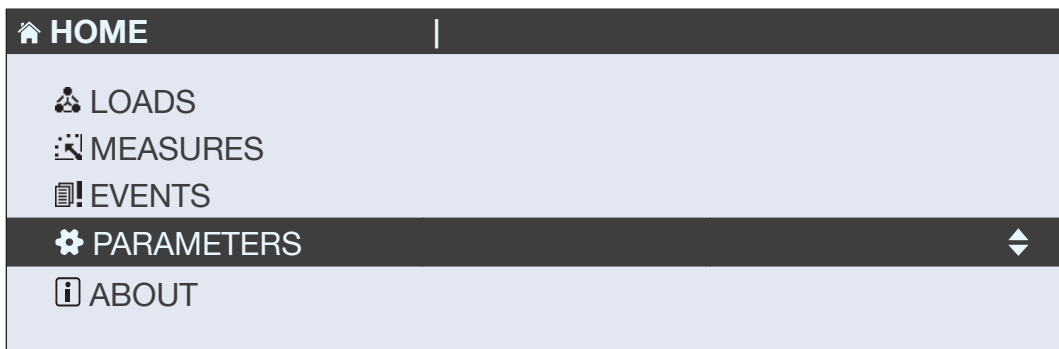 HOME |
LOADS
MEASURES
EVENTS
PARAMETERS
ABOUT